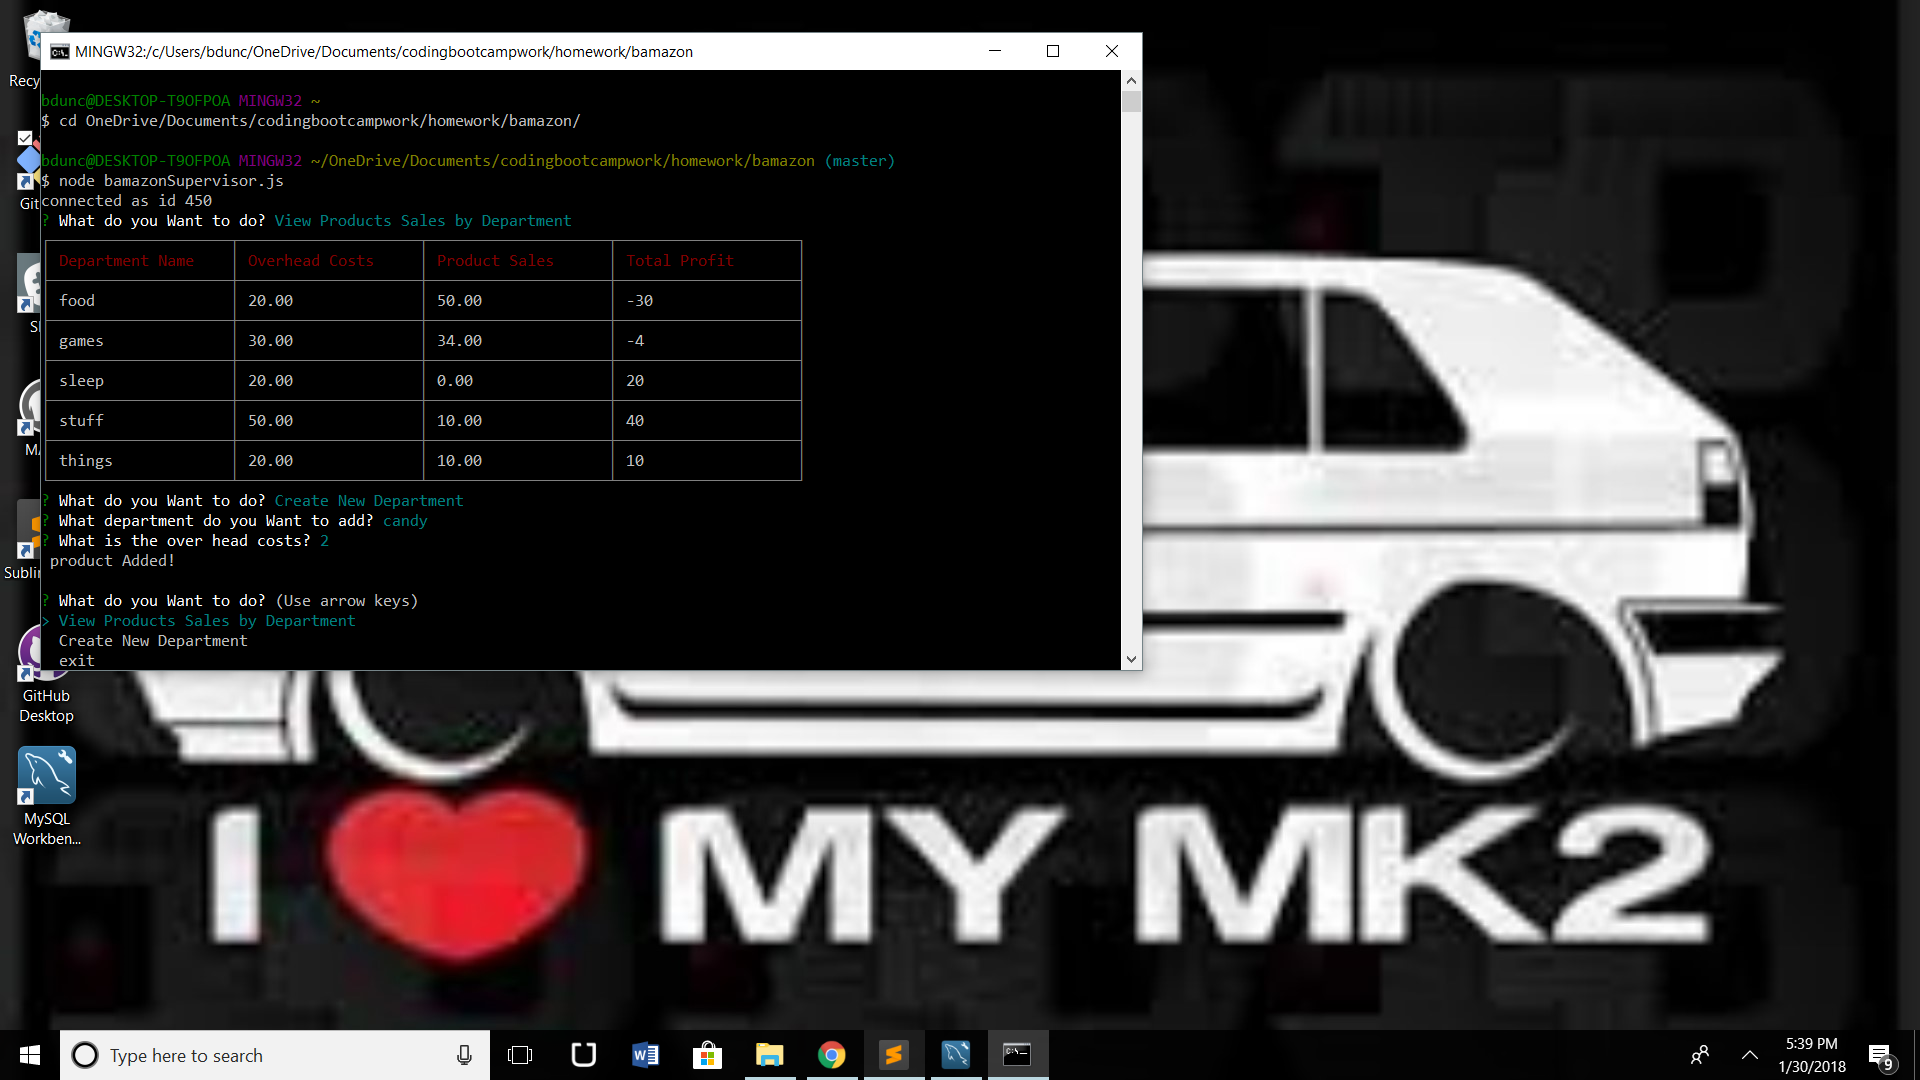 Recy
MINGW32:/c/Users/bdunc/OneDrive/Documents/codingbootcampwork/homework/bamazon
bdunc@DESKTOP-T9OFPOA MINGW32 ~
$ cd OneDrive/Documents/codingbootcampwork/homework/bamazon/
bdunc@DESKTOP-T9OFPOA MINGW32 ~/OneDrive/Documents/codingbootcampwork/homework/bamazon (master)
$ node bamazonSupervisor.js
connected as id 450
? What do you Want to do? View Products Sales by Department
Department Name Overhead Costs Product Sales Total Profit
food 20.00 50.00 -30
games 30.00 34.00 -4
sleep 20.00 0.00 20
stuff 50.00 10.00 40
things 20.00 10.00 10
? What do you Want to do? Create New Department
? What department do you Want to add? candy
? What is the over head costs? 2
product Added!
? What do you Want to do? (Use arrow keys)
> View Products Sales by Department
Create New Department
exit
Git
Sl
MA
Sublin
GitHub
Desktop
MySQL
Workben...
I MY MK2
Type here to search
5:39 PM
1/30/2018
9